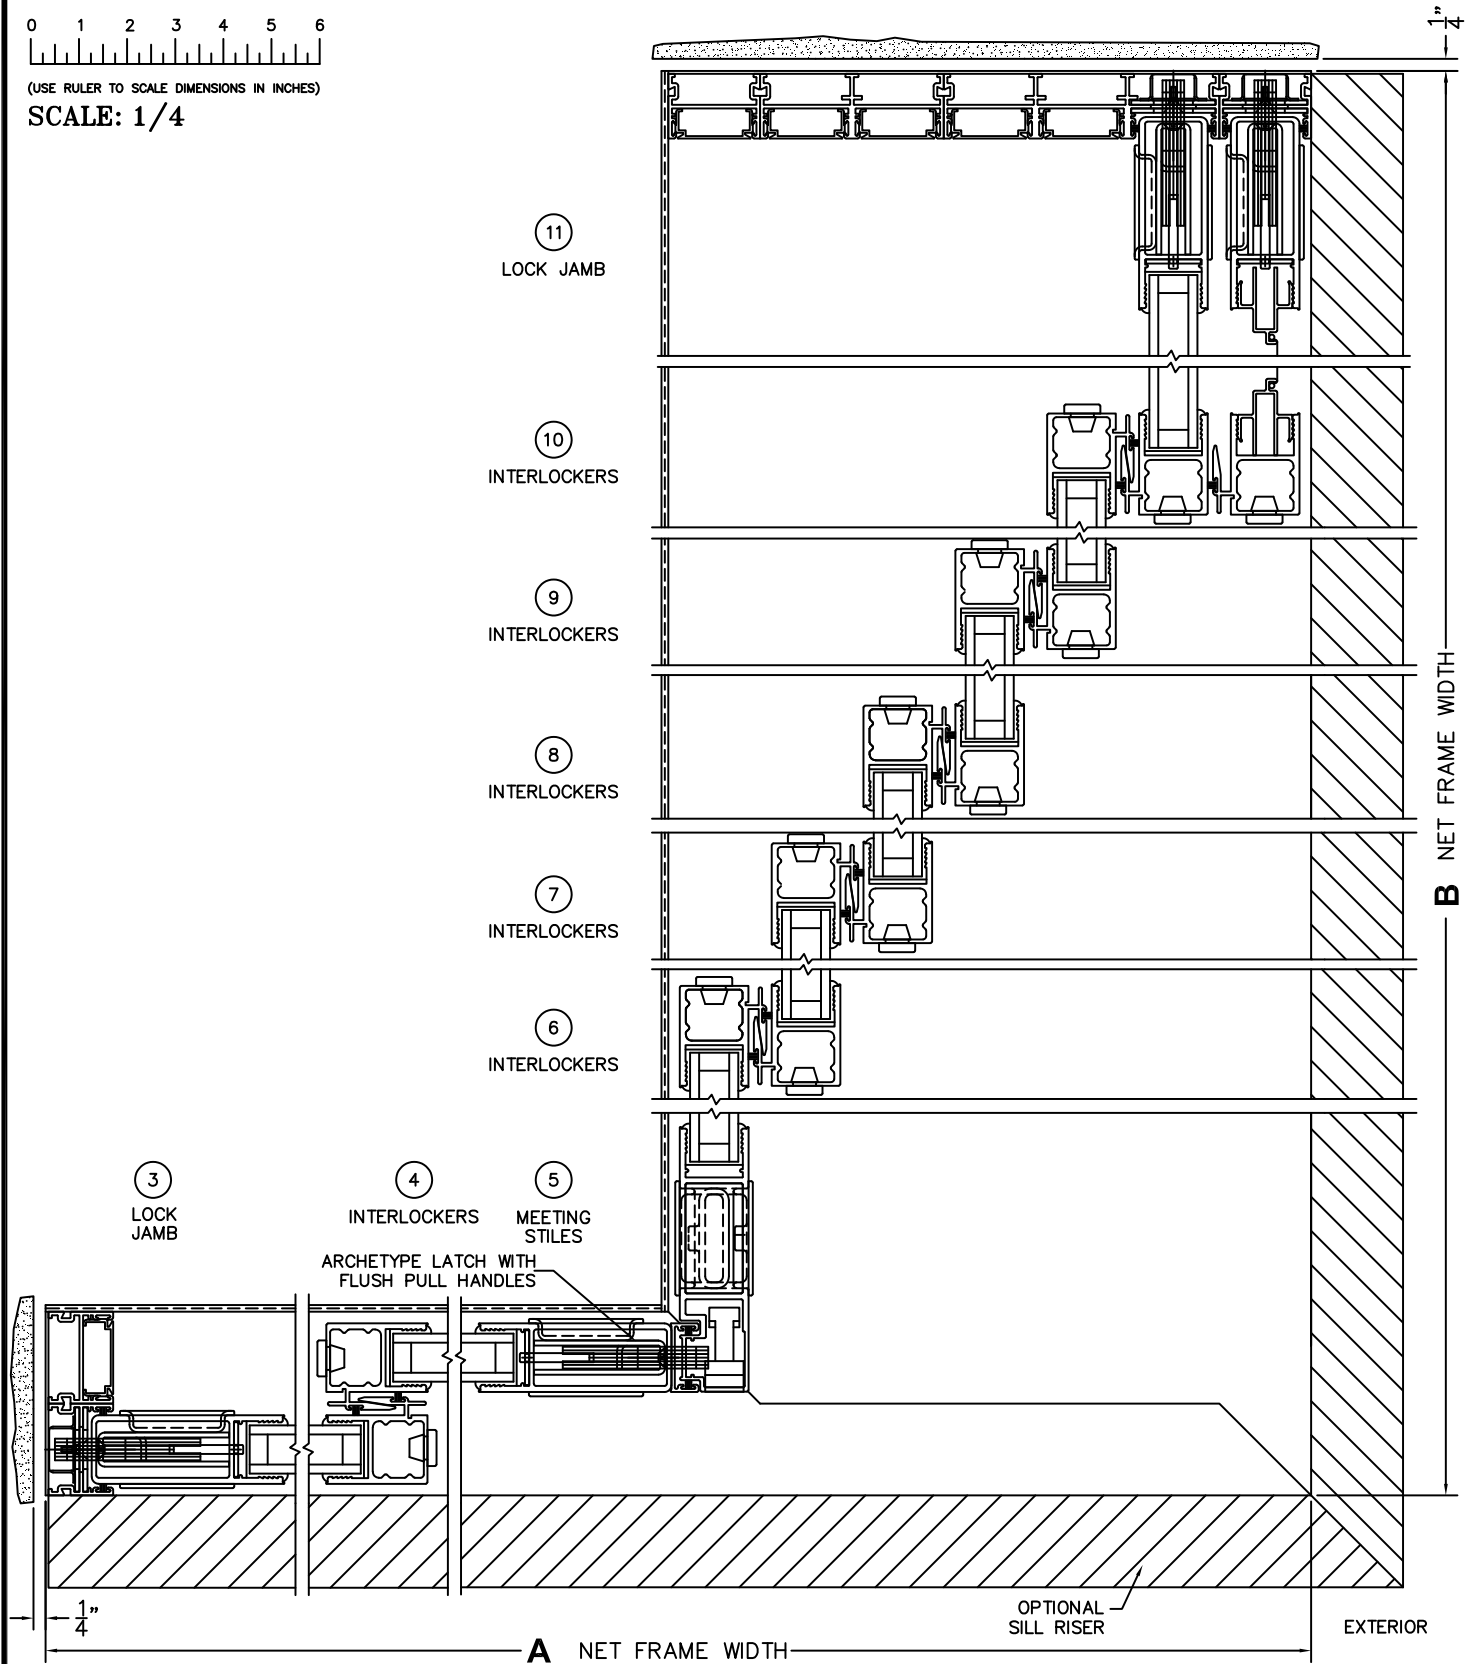 0 1 2 3 4 5 6
(USE RULER TO SCALE DIMENSIONS IN INCHES)
SCALE: 1/4
1/4"
11
LOCK JAMB
10
INTERLOCKERS
9
INTERLOCKERS
8
INTERLOCKERS
7
INTERLOCKERS
6
INTERLOCKERS
B NET FRAME WIDTH
3
LOCK
JAMB
4
INTERLOCKERS
5
MEETING
STILES
ARCHETYPE LATCH WITH
FLUSH PULL HANDLES
1/4"
OPTIONAL
SILL RISER
EXTERIOR
A NET FRAME WIDTH